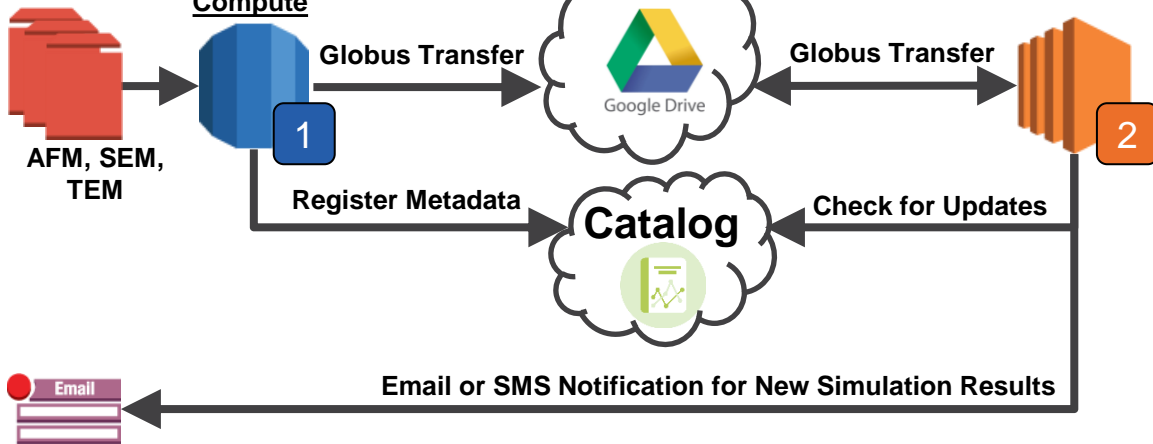 Compute
Globus Transfer
Globus Transfer
Google Drive
1
2
AFM, SEM,
TEM
Register Metadata
Check for Updates
Catalog
Email
Email or SMS Notification for New Simulation Results